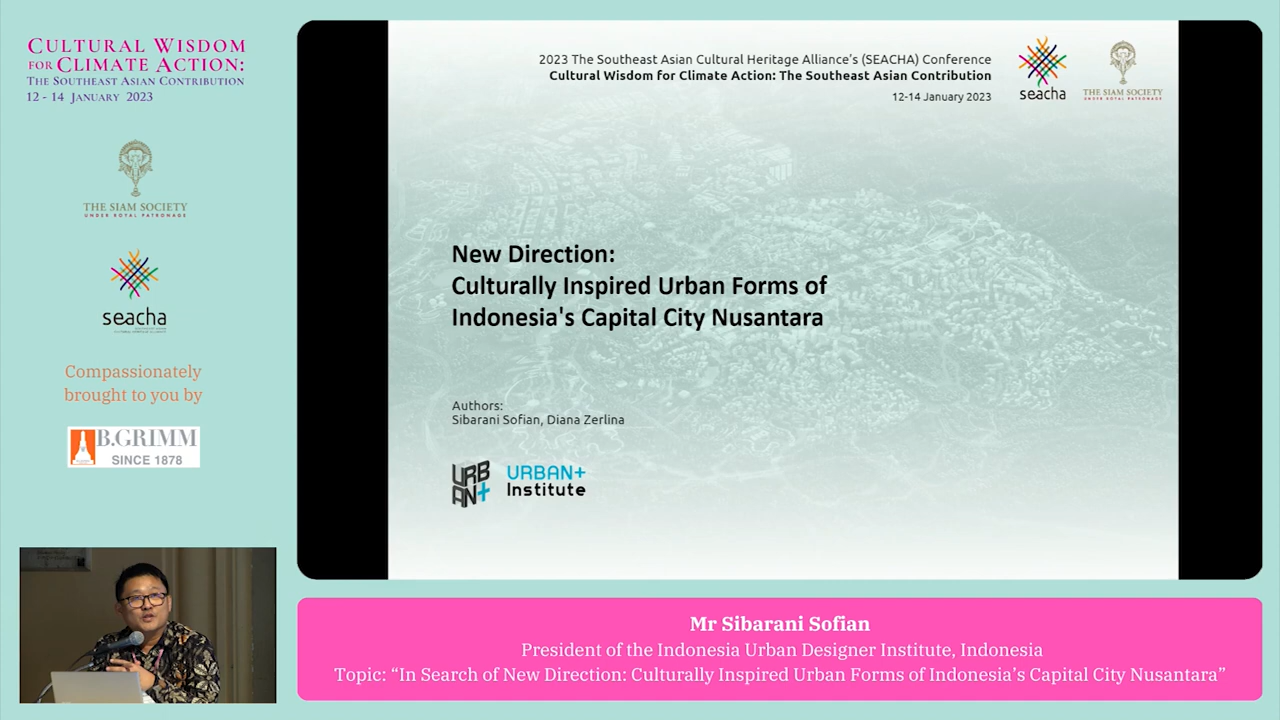 CULTURAL WISDOM
FOR CLIMATE ACTION:
THE SOUTHEAST ASIAN CONTRIBUTION
12 - 14 JANUARY 2023
THE SIAM SOCIETY
UNDER ROYAL PATRONAGE
seacha
Compassionately
brought to you by
B.GRIMM
SINCE 1878
2023 The Southeast Asian Cultural Heritage Alliance's (SEACHA) Conference
Cultural Wisdom for Climate Action: The Southeast Asian Contribution
12-14 January 2023
seacha
THE SIAM SOCIETY
UNDER ROYAL PATRONAGE
New Direction:
Culturally Inspired Urban Forms of
Indonesia's Capital City Nusantara
Authors:
Sibarani Sofian, Diana Zerlina
URBAN+
URBAN+
Institute
Mr Sibarani Sofian
President of the Indonesia Urban Designer Institute, Indonesia
Topic: “In Search of New Direction: Culturally Inspired Urban Forms of Indonesia’s Capital City Nusantara”